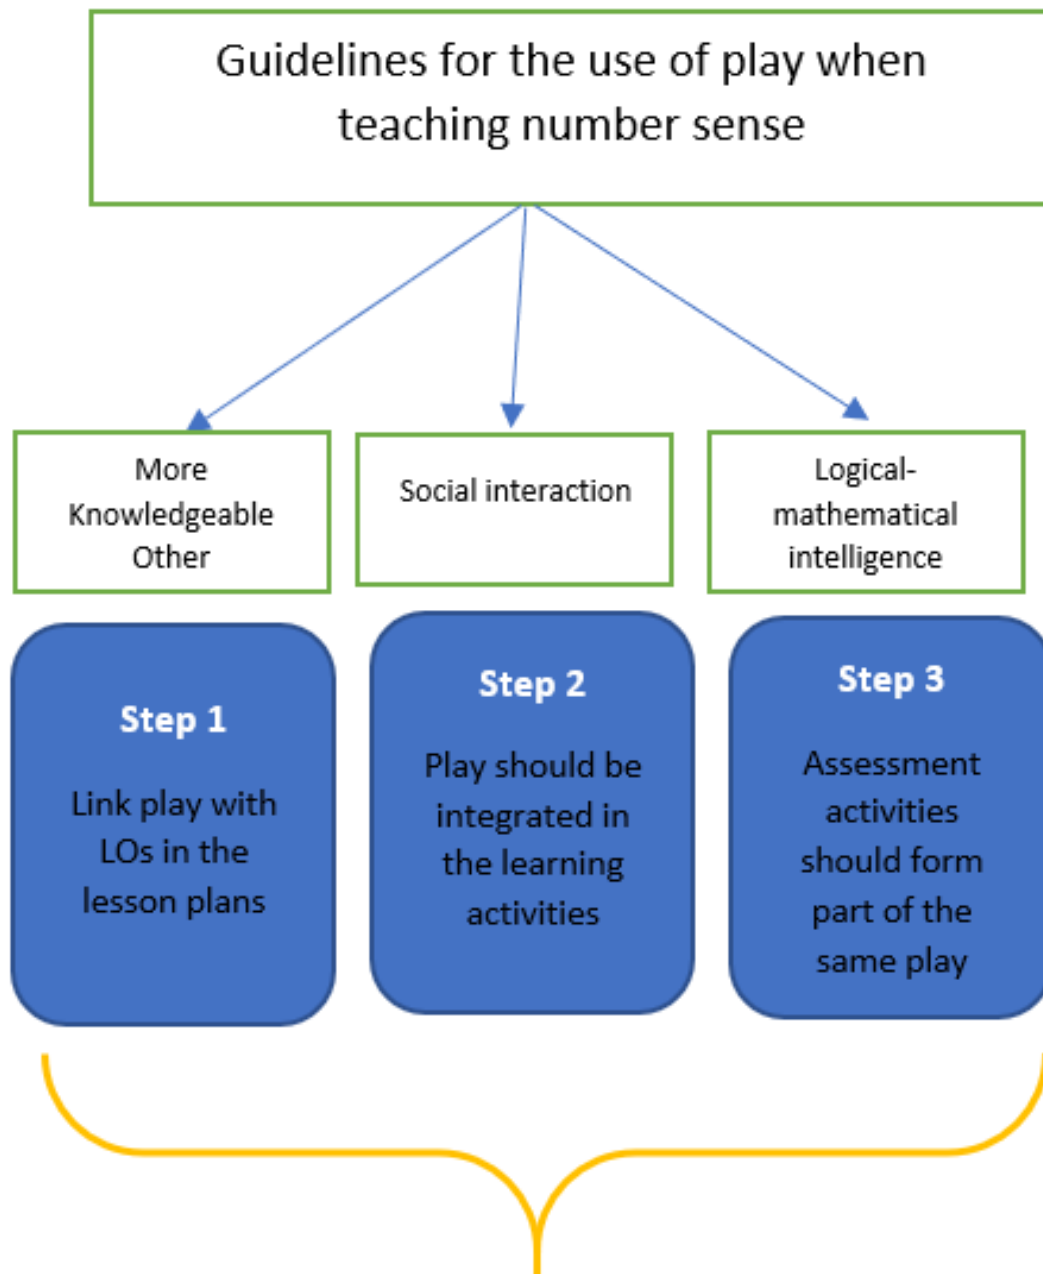 Guidelines for the use of play when
teaching number sense
More
Knowledgeable
Other
Social interaction
Logical-
mathematical
intelligence
Step 1
Link play with
LOs in the
lesson plans
Step 2
Play should be
integrated in
the learning
activities
Step 3
Assessment
activities
should form
part of the
same play